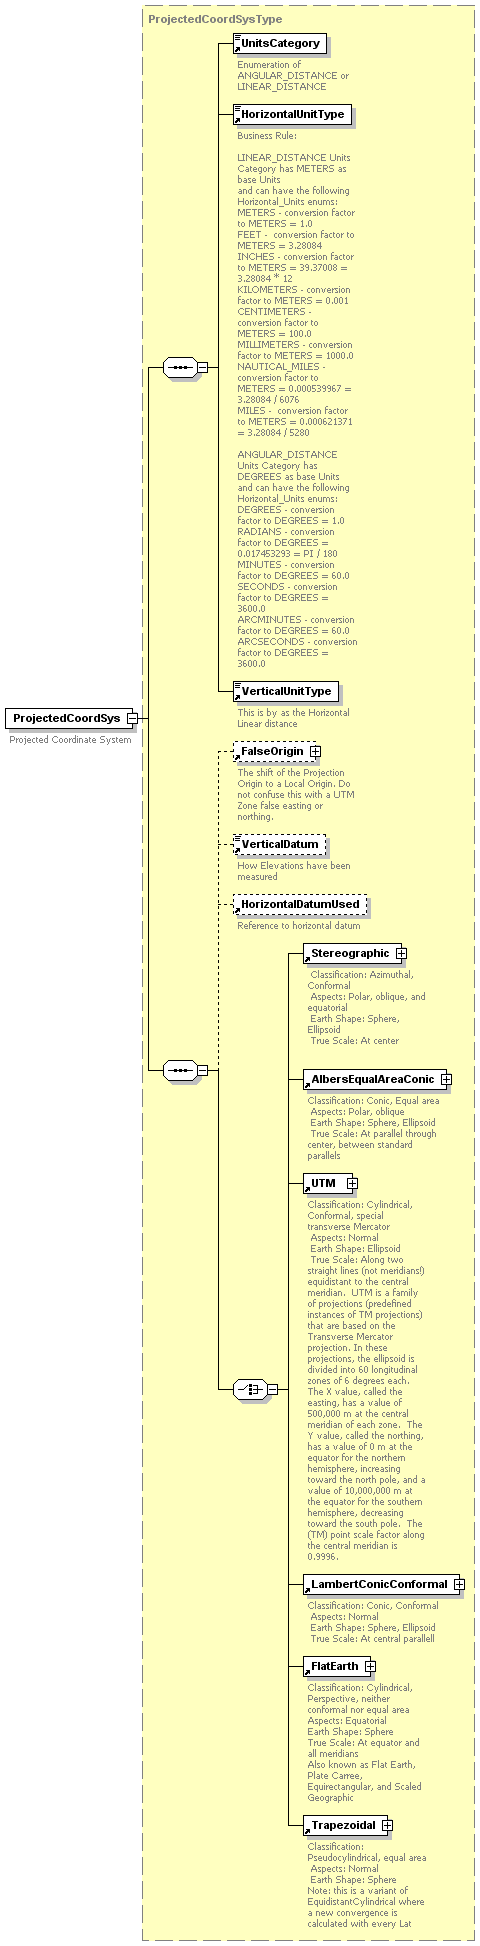 ProjectedCoordSysType
UnitsCategory
Enumeration of
ANGULAR_DISTANCE or
LINEAR_DISTANCE
HorizontalUnitType
Business Rule:
LINEAR_DISTANCE Units
Category has METERS as
base Units
and can have the following
Horizontal_Units enums:
METERS - conversion factor
to METERS = 1.0
FEET -  conversion factor to
METERS = 3.28084
INCHES - conversion factor
to METERS = 39.37008 =
3.28084 * 12
KILOMETERS - conversion
factor to METERS = 0.001
CENTIMETERS -
conversion factor to
METERS = 100.0
MILLIMETERS - conversion
factor to METERS = 1000.0
NAUTICAL_MILES -
conversion factor to
METERS = 0.000539967 =
3.28084 / 6076
MILES -  conversion factor
to METERS = 0.000621371
= 3.28084 / 5280
ANGULAR_DISTANCE
Units Category has
DEGREES as base Units
and can have the following
Horizontal_Units enums:
DEGREES - conversion
factor to DEGREES = 1.0
RADIANS - conversion
factor to DEGREES =
0.017453293 = PI / 180
MINUTES - conversion
factor to DEGREES = 60.0
SECONDS - conversion
factor to DEGREES =
3600.0
ARCMINUTES - conversion
factor to DEGREES = 60.0
ARCSECONDS - conversion
factor to DEGREES =
3600.0
VerticalUnitType
This is by as the Horizontal
Linear distance
ProjectedCoordSys
Projected Coordinate System
FalseOrigin
The shift of the Projection
Origin to a Local Origin. Do
not confuse this with a UTM
Zone false easting or
northing.
VerticalDatum
How Elevations have been
measured
HorizontalDatumUsed
Reference to horizontal datum
Stereographic
Classification: Azimuthal,
Conformal
Aspects: Polar, oblique, and
equatorial
Earth Shape: Sphere,
Ellipsoid
True Scale: At center
AlbersEqualAreaConic
Classification: Conic, Equal area
Aspects: Polar, oblique
Earth Shape: Sphere, Ellipsoid
True Scale: At parallel through
center, between standard
parallels
UTM
Classification: Cylindrical,
Conformal, special
transverse Mercator
Aspects: Normal
Earth Shape: Ellipsoid
True Scale: Along two
straight lines (not meridians!)
equidistant to the central
meridian.  UTM is a family
of projections (predefined
instances of TM projections)
that are based on the
Transverse Mercator
projection. In these
projections, the ellipsoid is
divided into 60 longitudinal
zones of 6 degrees each.
The X value, called the
easting, has a value of
500,000 m at the central
meridian of each zone.  The
Y value, called the northing,
has a value of 0 m at the
equator for the northern
hemisphere, increasing
toward the north pole, and a
value of 10,000,000 m at
the equator for the southern
hemisphere, decreasing
toward the south pole.  The
(TM) point scale factor along
the central meridian is
0.9996.
LambertConicConformal
Classification: Conic, Conformal
Aspects: Normal
Earth Shape: Sphere, Ellipsoid
True Scale: At central parallell
FlatEarth
Classification: Cylindrical,
Perspective, neither
conformal nor equal area
Aspects: Equatorial
Earth Shape: Sphere
True Scale: At equator and
all meridians
Also known as Flat Earth,
Plate Carree,
Equirectangular, and Scaled
Geographic
Trapezoidal
Classification:
Pseudocylindrical, equal area
Aspects: Normal
Earth Shape: Sphere
Note: this is a variant of
EquidistantCylindrical where
a new convergence is
calculated with every Lat